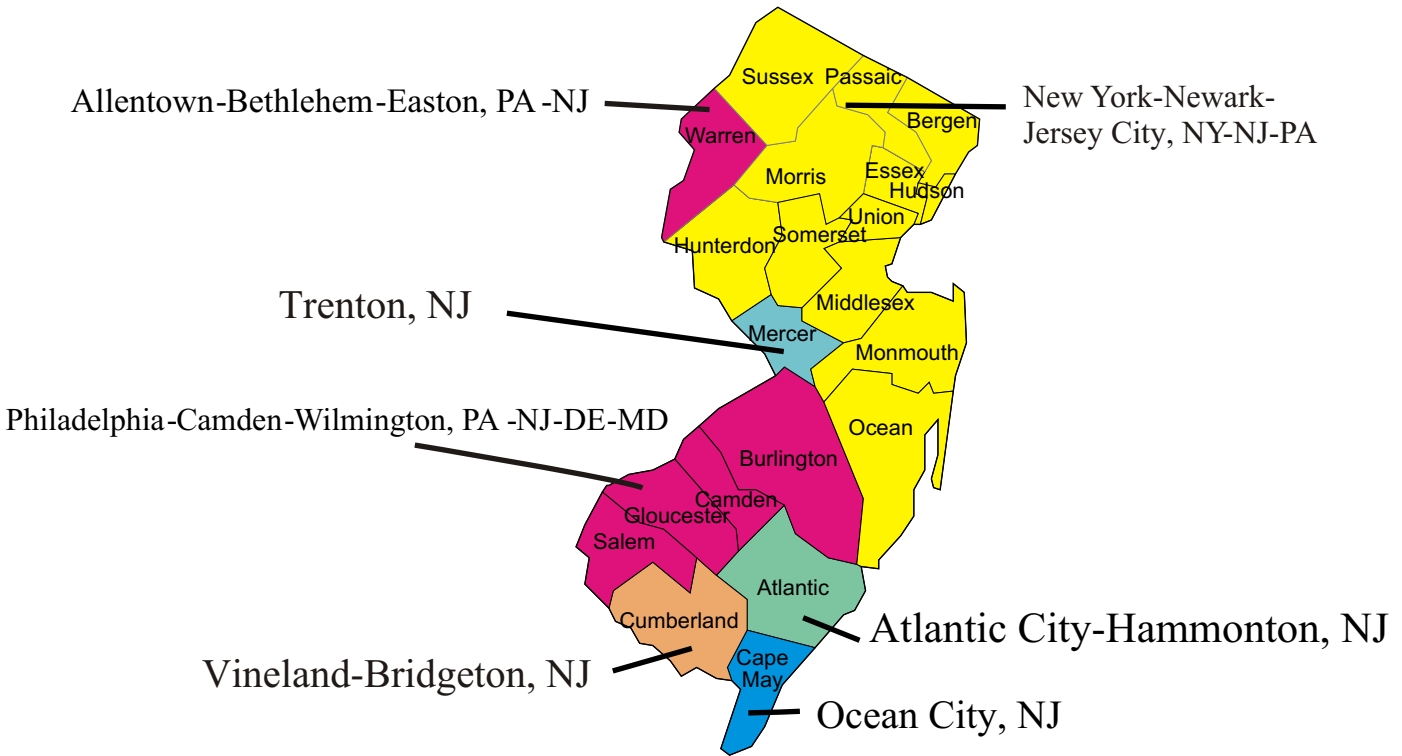 Sussex
Passaic
Allentown-Bethlehem-Easton, PA-NJ
New York-Newark-
Jersey City, NY-NJ-PA
Bergen
Warren
Morris
Essex
Hudson
Union
Somerset
Hunterdon
Trenton, NJ
Middlesex
Mercer
Monmouth
Philadelphia-Camden-Wilmington, PA-NJ-DE-MD
Ocean
Burlington
Camden
Gloucester
Salem
Atlantic
Cumberland
Atlantic City-Hammonton, NJ
Vineland-Bridgeton, NJ
Cape
May
Ocean City, NJ